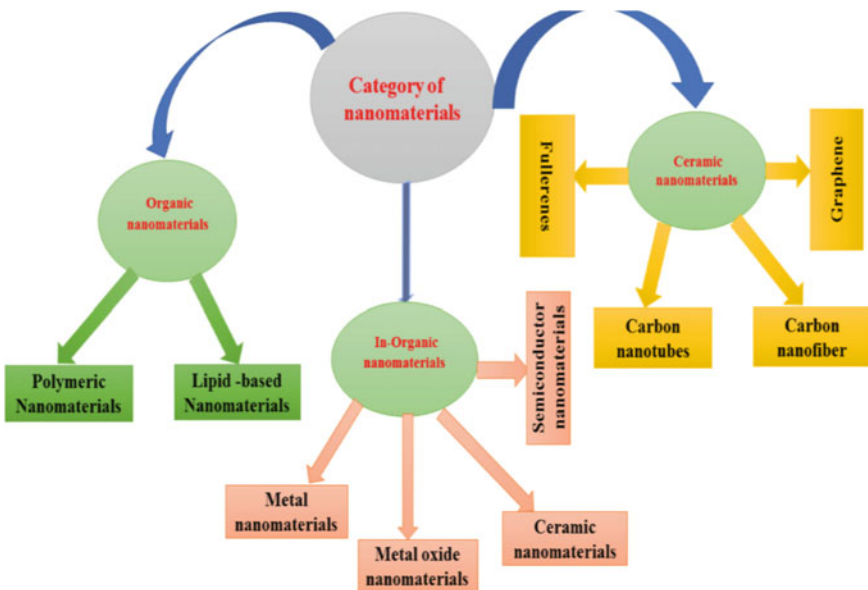 Category of
nanomaterials
Organic
nanomaterials
Polymeric
Nanomaterials
Lipid -based
Nanomaterials
In-Organic
nanomaterials
Semiconductor
nanomaterials
Metal
nanomaterials
Metal oxide
nanomaterials
Ceramic
nanomaterials
Ceramic
nanomaterials
Fullerenes
Graphene
Carbon
nanotubes
Carbon
nanofiber